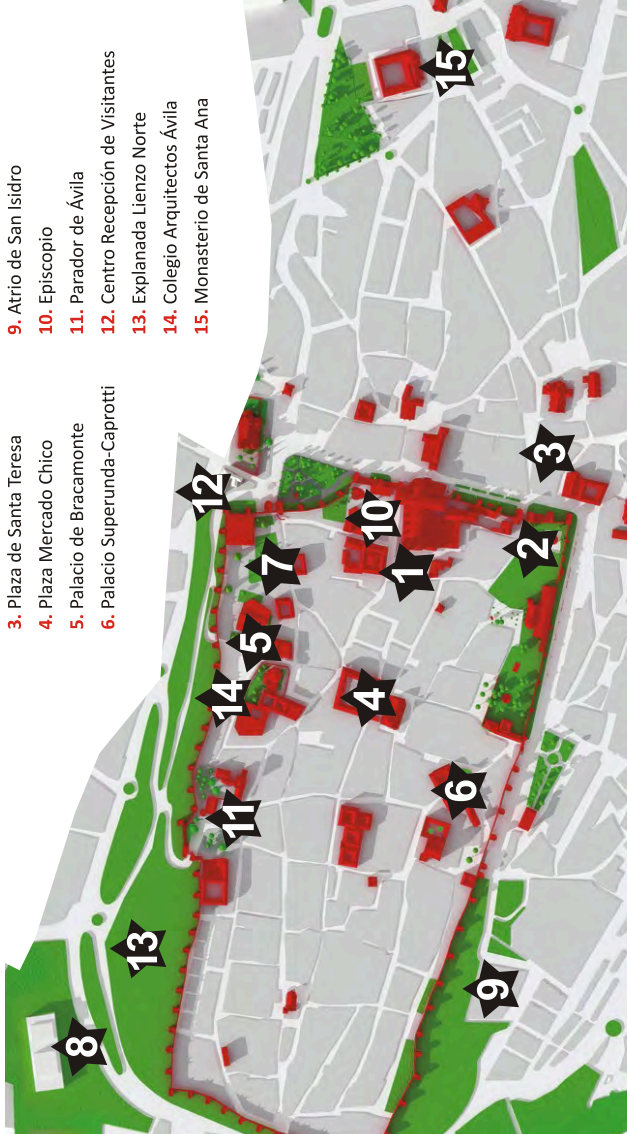 3. Plaza de Santa Teresa
4. Plaza Mercado Chico
5. Palacio de Bracamonte
6. Palacio Superunda-Caprotti
9. Atrio de San Isidro
10. Episcopio
11. Parador de Ávila
12. Centro Recepción de Visitantes
13. Explanada Lienzo Norte
14. Colegio Arquitectos Ávila
15. Monasterio de Santa Ana
8
13
11
14
5
7
12
9
6
4
1
10
2
3
15